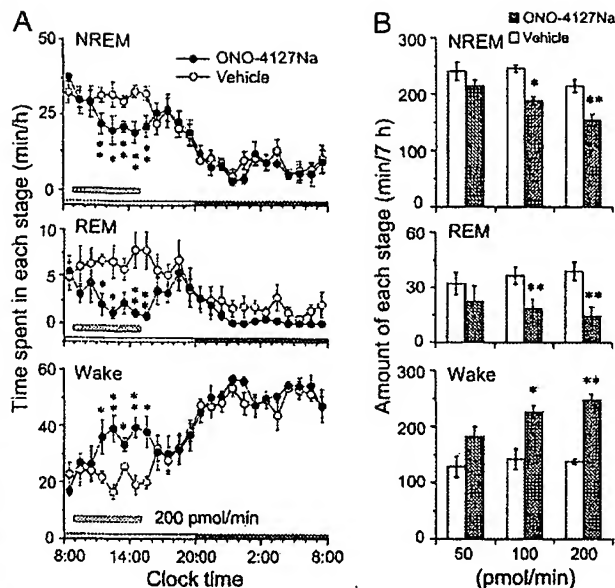 A
NREM
ONO-4127Na
Vehicle
50
25
0
REM
10
5
0
Wake
60
40
20
0
200 pmol/min
8:00 14:00 20:00 2:00 8:00
Clock time
Time spent in each stage (min/h)
* * * * * * * *
* * * * * * * *
* * * * * * *
B
ONO-4127Na
Vehicle
NREM
300
200
100
0
* **
REM
60
30
0
** **
Wake
300
200
100
0
* **
50 100 200
(pmol/min)
Amount of each stage (min/7 h)